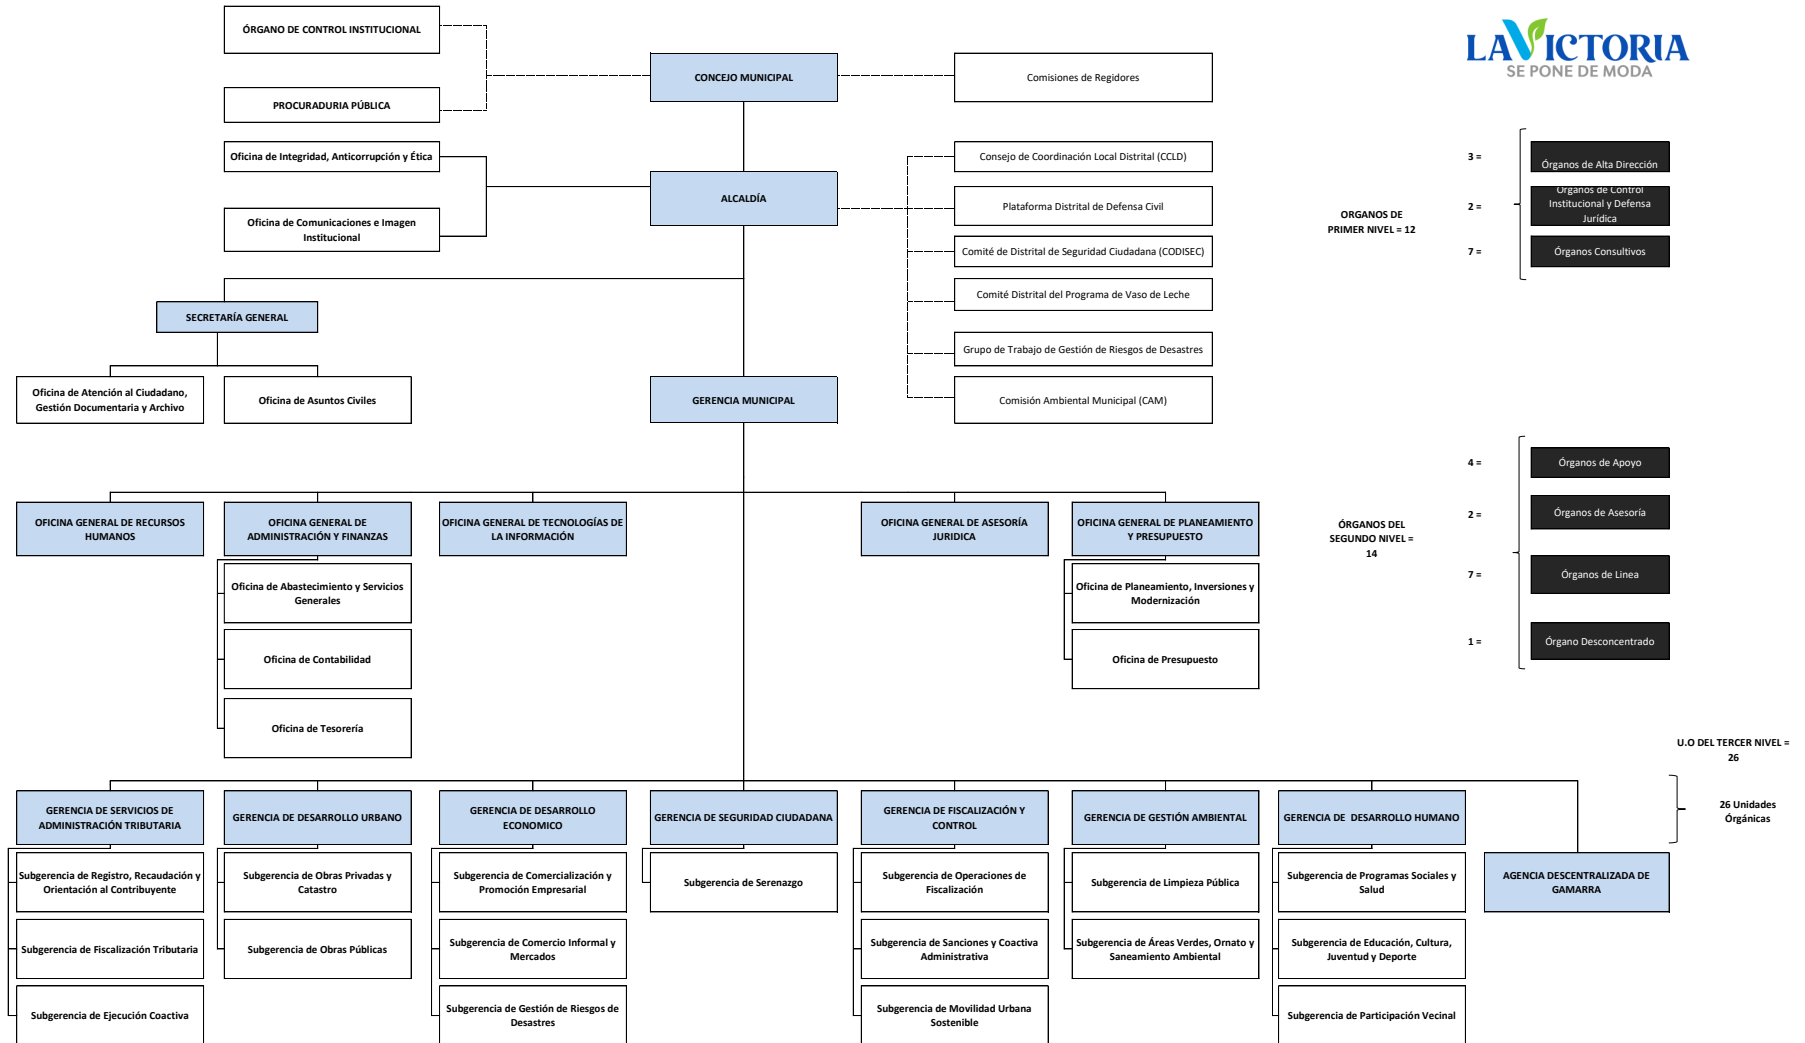 ÓRGANO DE CONTROL INSTITUCIONAL
PROCURADURIA PÚBLICA
CONCEJO MUNICIPAL
Comisiones de Regidores
LA VICTORIA
SE PONE DE MODA
Oficina de Integridad, Anticorrupción y Ética
Oficina de Comunicaciones e Imagen
Institucional
ALCALDÍA
Consejo de Coordinación Local Distrital (CCLD)
Plataforma Distrital de Defensa Civil
Comité de Distrital de Seguridad Ciudadana (CODISEC)
Comité Distrital del Programa de Vaso de Leche
Grupo de Trabajo de Gestión de Riesgos de Desastres
Comisión Ambiental Municipal (CAM)
ORGANOS DE
PRIMER NIVEL = 12
3 =
Órganos de Alta Dirección
2 =
Órganos de Control
Institucional y Defensa
Jurídica
7 =
Órganos Consultivos
SECRETARÍA GENERAL
Oficina de Atención al Ciudadano,
Gestión Documentaria y Archivo
Oficina de Asuntos Civiles
GERENCIA MUNICIPAL
ÓRGANOS DEL
SEGUNDO NIVEL =
14
4 =
Órganos de Apoyo
2 =
Órganos de Asesoría
7 =
Órganos de Linea
1 =
Órgano Desconcentrado
OFICINA GENERAL DE RECURSOS
HUMANOS
OFICINA GENERAL DE
ADMINISTRACIÓN Y FINANZAS
Oficina de Abastecimiento y Servicios
Generales
Oficina de Contabilidad
Oficina de Tesorería
OFICINA GENERAL DE TECNOLOGÍAS DE
LA INFORMACIÓN
OFICINA GENERAL DE ASESORÍA
JURIDICA
OFICINA GENERAL DE PLANEAMIENTO
Y PRESUPUESTO
Oficina de Planeamiento, Inversiones y
Modernización
Oficina de Presupuesto
U.O DEL TERCER NIVEL =
26
26 Unidades
Órgánicas
GERENCIA DE SERVICIOS DE
ADMINISTRACIÓN TRIBUTARIA
Subgerencia de Registro, Recaudación y
Orientación al Contribuyente
Subgerencia de Fiscalización Tributaria
Subgerencia de Ejecución Coactiva
GERENCIA DE DESARROLLO URBANO
Subgerencia de Obras Privadas y
Catastro
Subgerencia de Obras Públicas
GERENCIA DE DESARROLLO
ECONOMICO
Subgerencia de Comercialización y
Promoción Empresarial
Subgerencia de Comercio Informal y
Mercados
Subgerencia de Gestión de Riesgos de
Desastres
GERENCIA DE SEGURIDAD CIUDADANA
Subgerencia de Serenazgo
GERENCIA DE FISCALIZACIÓN Y
CONTROL
Subgerencia de Operaciones de
Fiscalización
Subgerencia de Sanciones y Coactiva
Administrativa
Subgerencia de Movilidad Urbana
Sostenible
GERENCIA DE GESTIÓN AMBIENTAL
Subgerencia de Limpieza Pública
Subgerencia de Áreas Verdes, Ornato y
Saneamiento Ambiental
GERENCIA DE DESARROLLO HUMANO
Subgerencia de Programas Sociales y
Salud
Subgerencia de Educación, Cultura,
Juventud y Deporte
Subgerencia de Participación Vecinal
AGENCIA DESCENTRALIZADA DE
GAMARRA